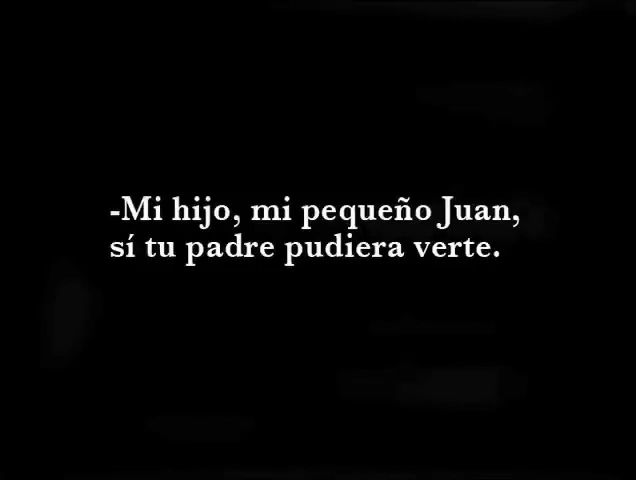 -Mi hijo, mi pequeño Juan,
sí tu padre pudiera verte.